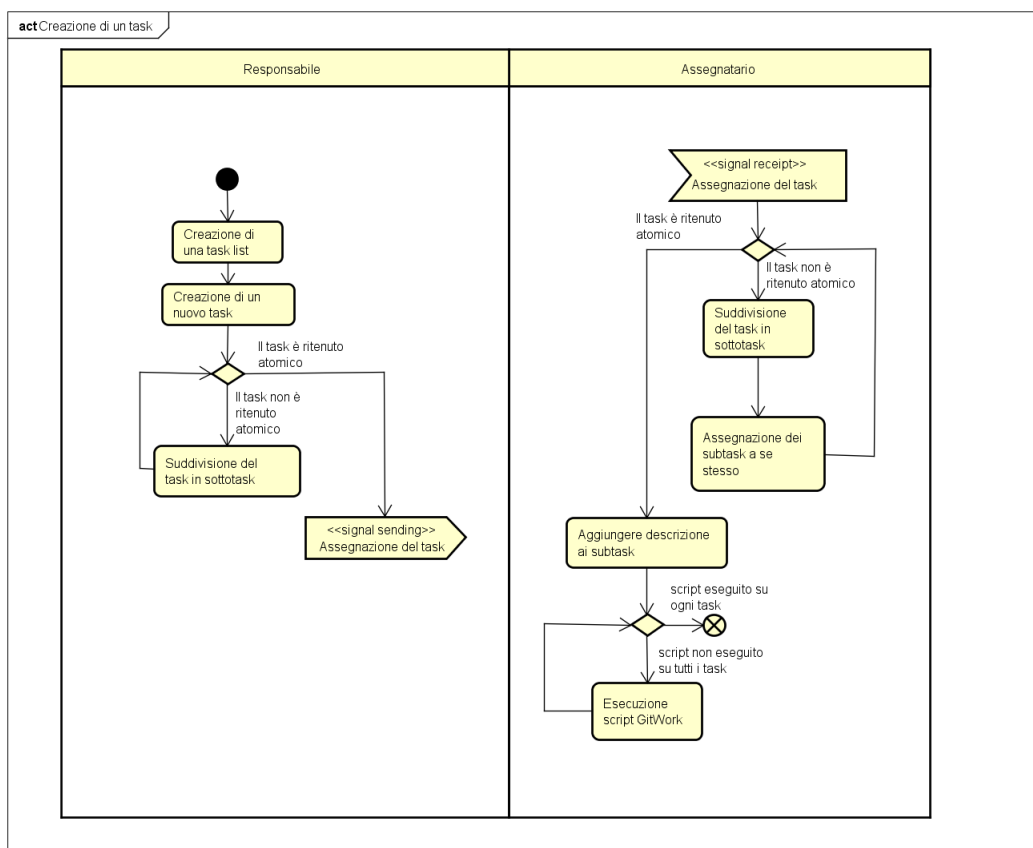 act Creazione di un task
Responsabile
Assegnatario
Creazione di
una task list
Creazione di un
nuovo task
Il task è ritenuto
atomico
Il task non è
ritenuto
atomico
Suddivisione del
task in sottotask
<<signal sending>>
Assegnazione del task
<<signal receipt>>
Assegnazione del task
Il task è ritenuto
atomico
Il task non è
ritenuto atomico
Suddivisione
del task in
sottotask
Assegnazione dei
subtask a se
stesso
Aggiungere descrizione
ai subtask
script eseguito su
ogni task
script non eseguito
su tutti i task
Esecuzione
script GitWork